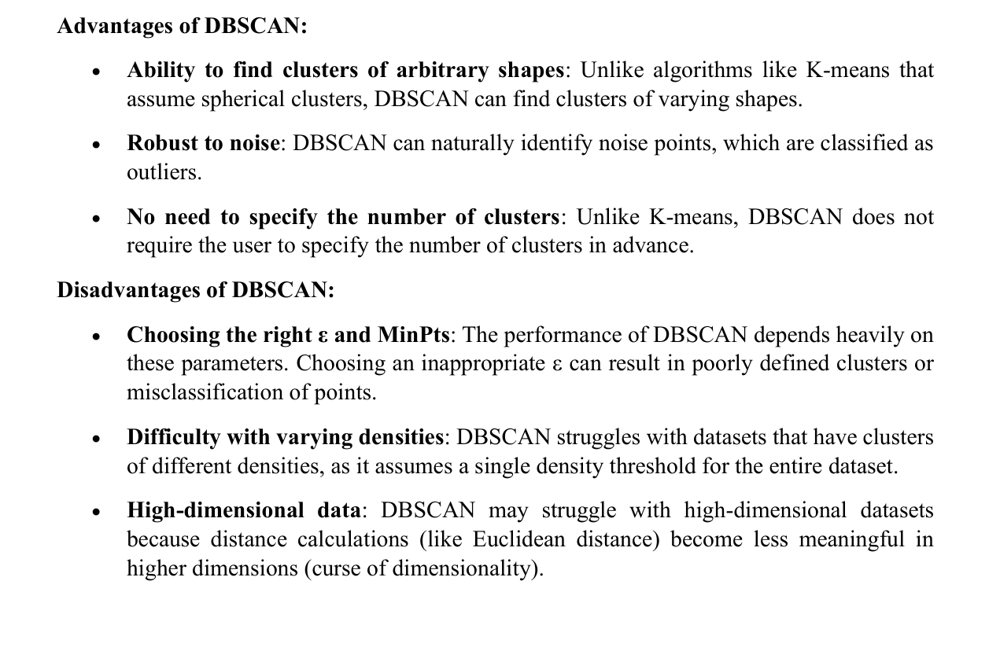 Advantages of DBSCAN:
• Ability to find clusters of arbitrary shapes: Unlike algorithms like K-means that
assume spherical clusters, DBSCAN can find clusters of varying shapes.
• Robust to noise: DBSCAN can naturally identify noise points, which are classified as
outliers.
• No need to specify the number of clusters: Unlike K-means, DBSCAN does not
require the user to specify the number of clusters in advance.
Disadvantages of DBSCAN:
• Choosing the right ε and MinPts: The performance of DBSCAN depends heavily on
these parameters. Choosing an inappropriate ε can result in poorly defined clusters or
misclassification of points.
• Difficulty with varying densities: DBSCAN struggles with datasets that have clusters
of different densities, as it assumes a single density threshold for the entire dataset.
• High-dimensional data: DBSCAN may struggle with high-dimensional datasets
because distance calculations (like Euclidean distance) become less meaningful in
higher dimensions (curse of dimensionality).